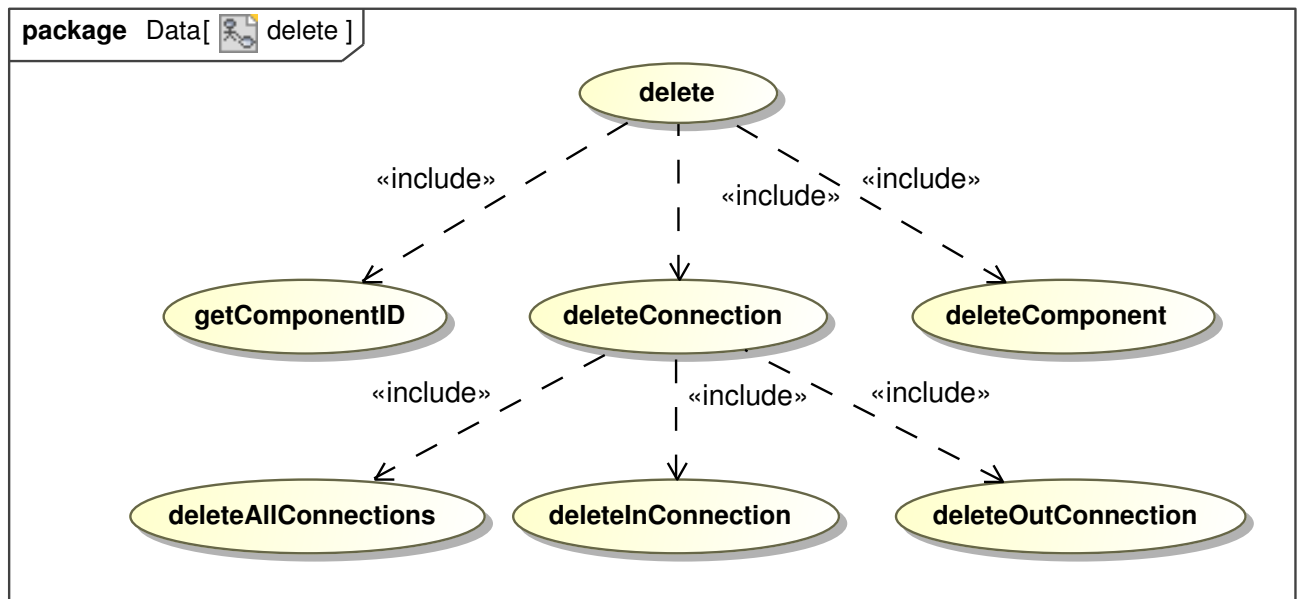 package Data[ delete ]
delete
«include»
«include»
«include»
getComponentID
deleteConnection
deleteComponent
«include»
«include»
«include»
deleteAllConnections
deleteInConnection
deleteOutConnection